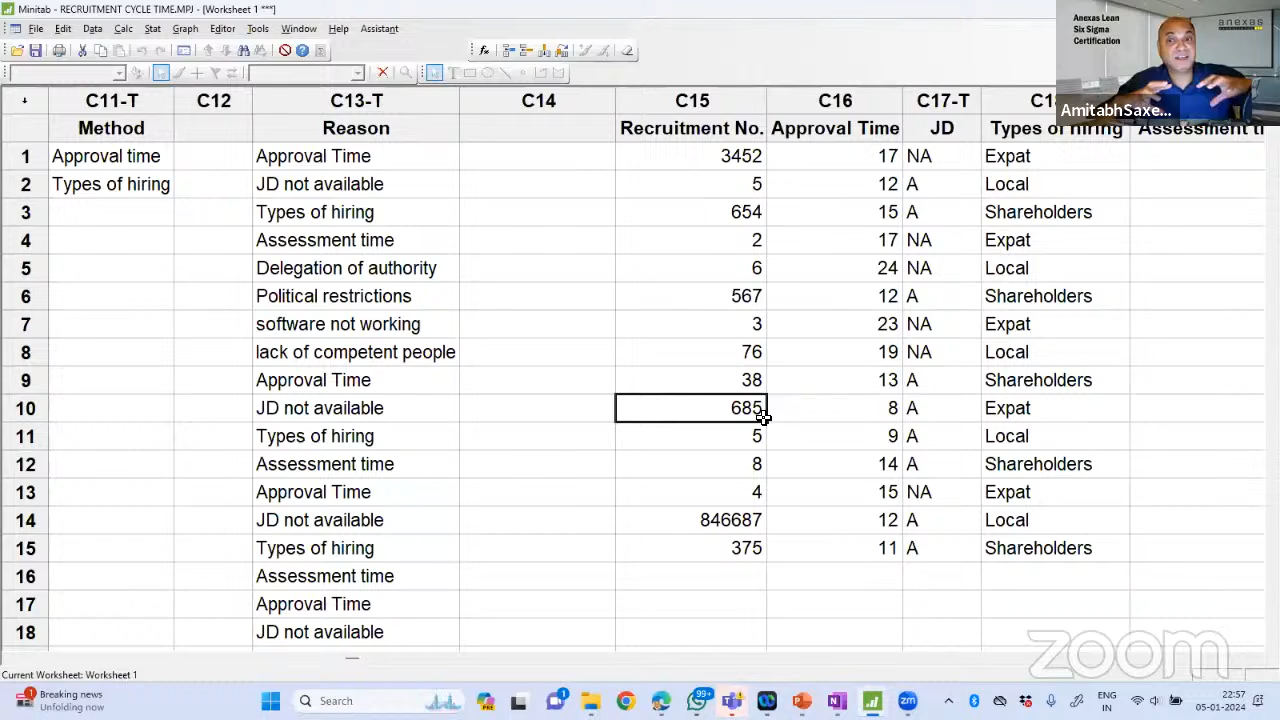 Minitab - RECRUITMENT CYCLE TIME.MPJ - [Worksheet 1 ***]
File Edit Data Calc Stat Graph Editor Tools Window Help Assistant
Anexas Lean
Six Sigma
Certification
anexas
AmitabhSaxe...
C11-T C12 C13-T C14 C15 C16 C17-T
Method Reason Recruitment No. Approval Time JD Types of hiring
1 Approval time Approval Time 3452 17 NA Expat
2 Types of hiring JD not available 5 12 A Local
3 Types of hiring 654 15 A Shareholders
4 Assessment time 2 17 NA Expat
5 Delegation of authority 6 24 NA Local
6 Political restrictions 567 12 A Shareholders
7 software not working 3 23 NA Expat
8 lack of competent people 76 19 NA Local
9 Approval Time 38 13 A Shareholders
10 JD not available 685 8 A Expat
11 Types of hiring 5 9 A Local
12 Assessment time 8 14 A Shareholders
13 Approval Time 4 15 NA Expat
14 JD not available 846687 12 A Local
15 Types of hiring 375 11 A Shareholders
16 Assessment time
17 Approval Time
18 JD not available
zoom
Current Worksheet: Worksheet 1
1 Breaking news
Unfolding now
Search
1
99+
ENG
IN
22:57
05-01-2024